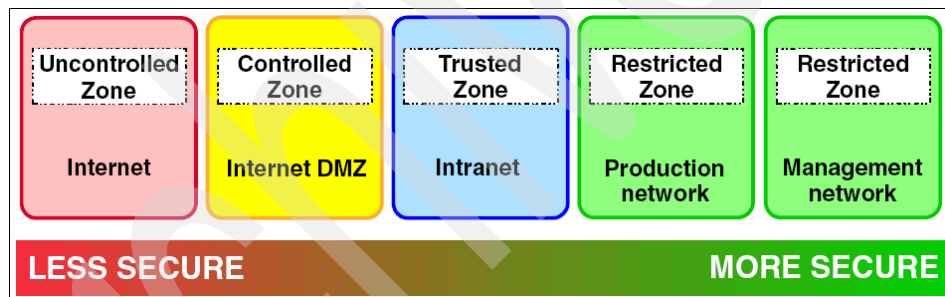 Uncontrolled
Zone
Internet
Controlled
Zone
Internet DMZ
Trusted
Zone
Intranet
Restricted
Zone
Production
network
Restricted
Zone
Management
network
LESS SECURE
MORE SECURE